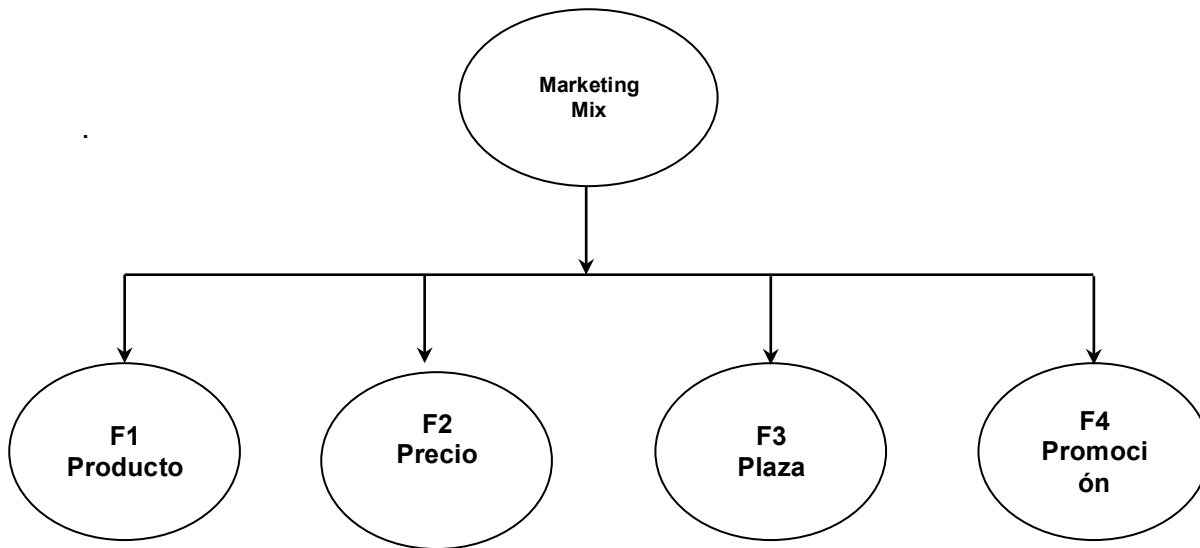 Marketing
Mix
.
F1
Producto
F2
Precio
F3
Plaza
F4
Promoci
ón